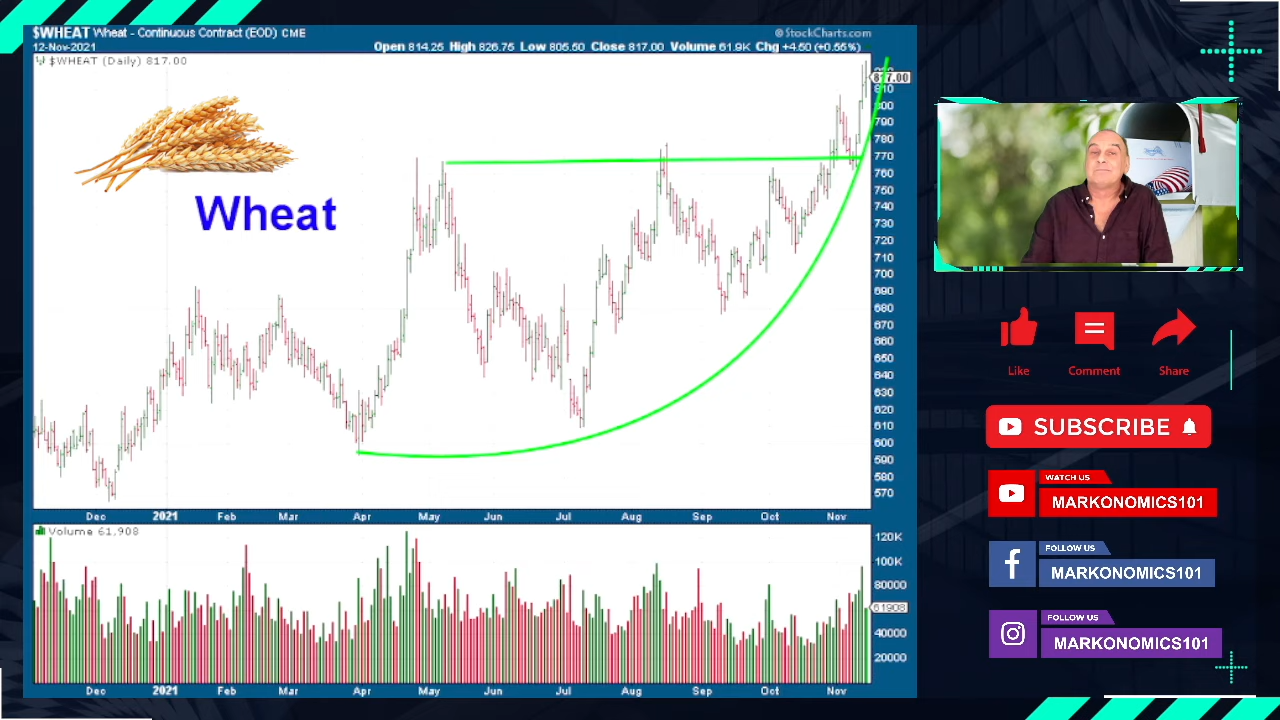 $WHEAT Wheat - Continuous Contract (EOD) CME
© StockCharts.com
12-Nov-2021
Open 814.25 High 826.75 Low 805.50 Close 817.00 Volume 61.9K Chg +4.50 (+0.55%)
$WHEAT (Daily) 817.00
817.00
810
800
790
780
770
760
750
740
730
720
710
700
690
680
670
660
650
640
630
620
610
600
590
580
570
Wheat
Dec 2021 Feb Mar Apr May Jun Jul Aug Sep Oct Nov
Volume 61,908
120K
100K
80000
61908
40000
20000
Dec 2021 Feb Mar Apr May Jun Jul Aug Sep Oct Nov
Like Comment Share
SUBSCRIBE
WATCH US
MARKONOMICS101
FOLLOW US
MARKONOMICS101
FOLLOW US
MARKONOMICS101